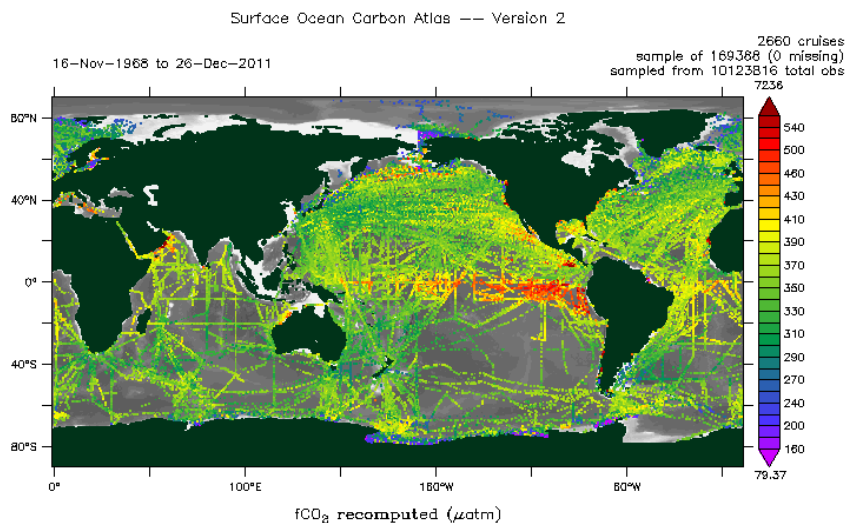 Surface Ocean Carbon Atlas —— Version 2
2660 cruises
16-Nov-1968 to 26-Dec-2011
sample of 169388 (0 missing)
sampled from 10123816 total obs
7236
80°N
40°N
0°
40°S
80°S
540
500
460
430
410
390
370
350
330
310
290
270
240
200
160
79.37
0°
100°E
160°W
60°W
fCO₂ recomputed (μatm)